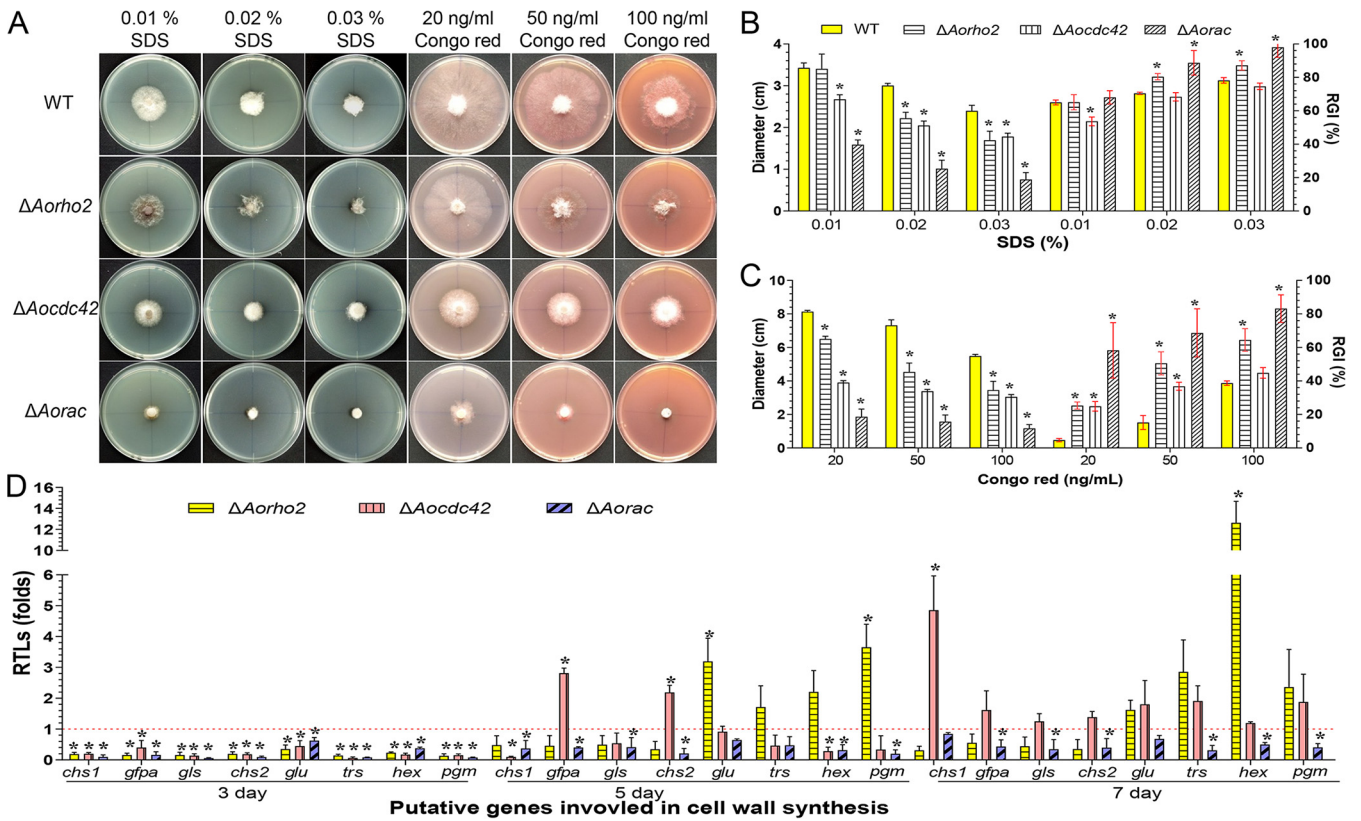 A
0.01 % SDS
0.02 % SDS
0.03 % SDS
20 ng/ml Congo red
50 ng/ml Congo red
100 ng/ml Congo red
WT
ΔAorho2
ΔAocdc42
ΔAorac
B
WT ΔAorho2 ΔAocdc42 ΔAorac
Diameter (cm)
4
3
2
1
0
* * * * * * * * * * * * * 
RGI (%)
100
80
60
40
20
0
0.01 0.02 0.03 0.01 0.02 0.03
SDS (%)
C
Diameter (cm)
10
8
6
4
2
0
* * * * * * * * * * * * * * * * *
RGI (%)
100
80
60
40
20
0
20 50 100 20 50 100
Congo red (ng/mL)
D
ΔAorho2 ΔAocdc42 ΔAorac
RTLs (folds)
16
14
12
10
6
5
4
3
2
1
0
chs1 gfpa gls chs2 glu trs hex pgm chs1 gfpa gls chs2 glu trs hex pgm chs1 gfpa gls chs2 glu trs hex pgm
3 day 5 day 7 day
Putative genes invovled in cell wall synthesis